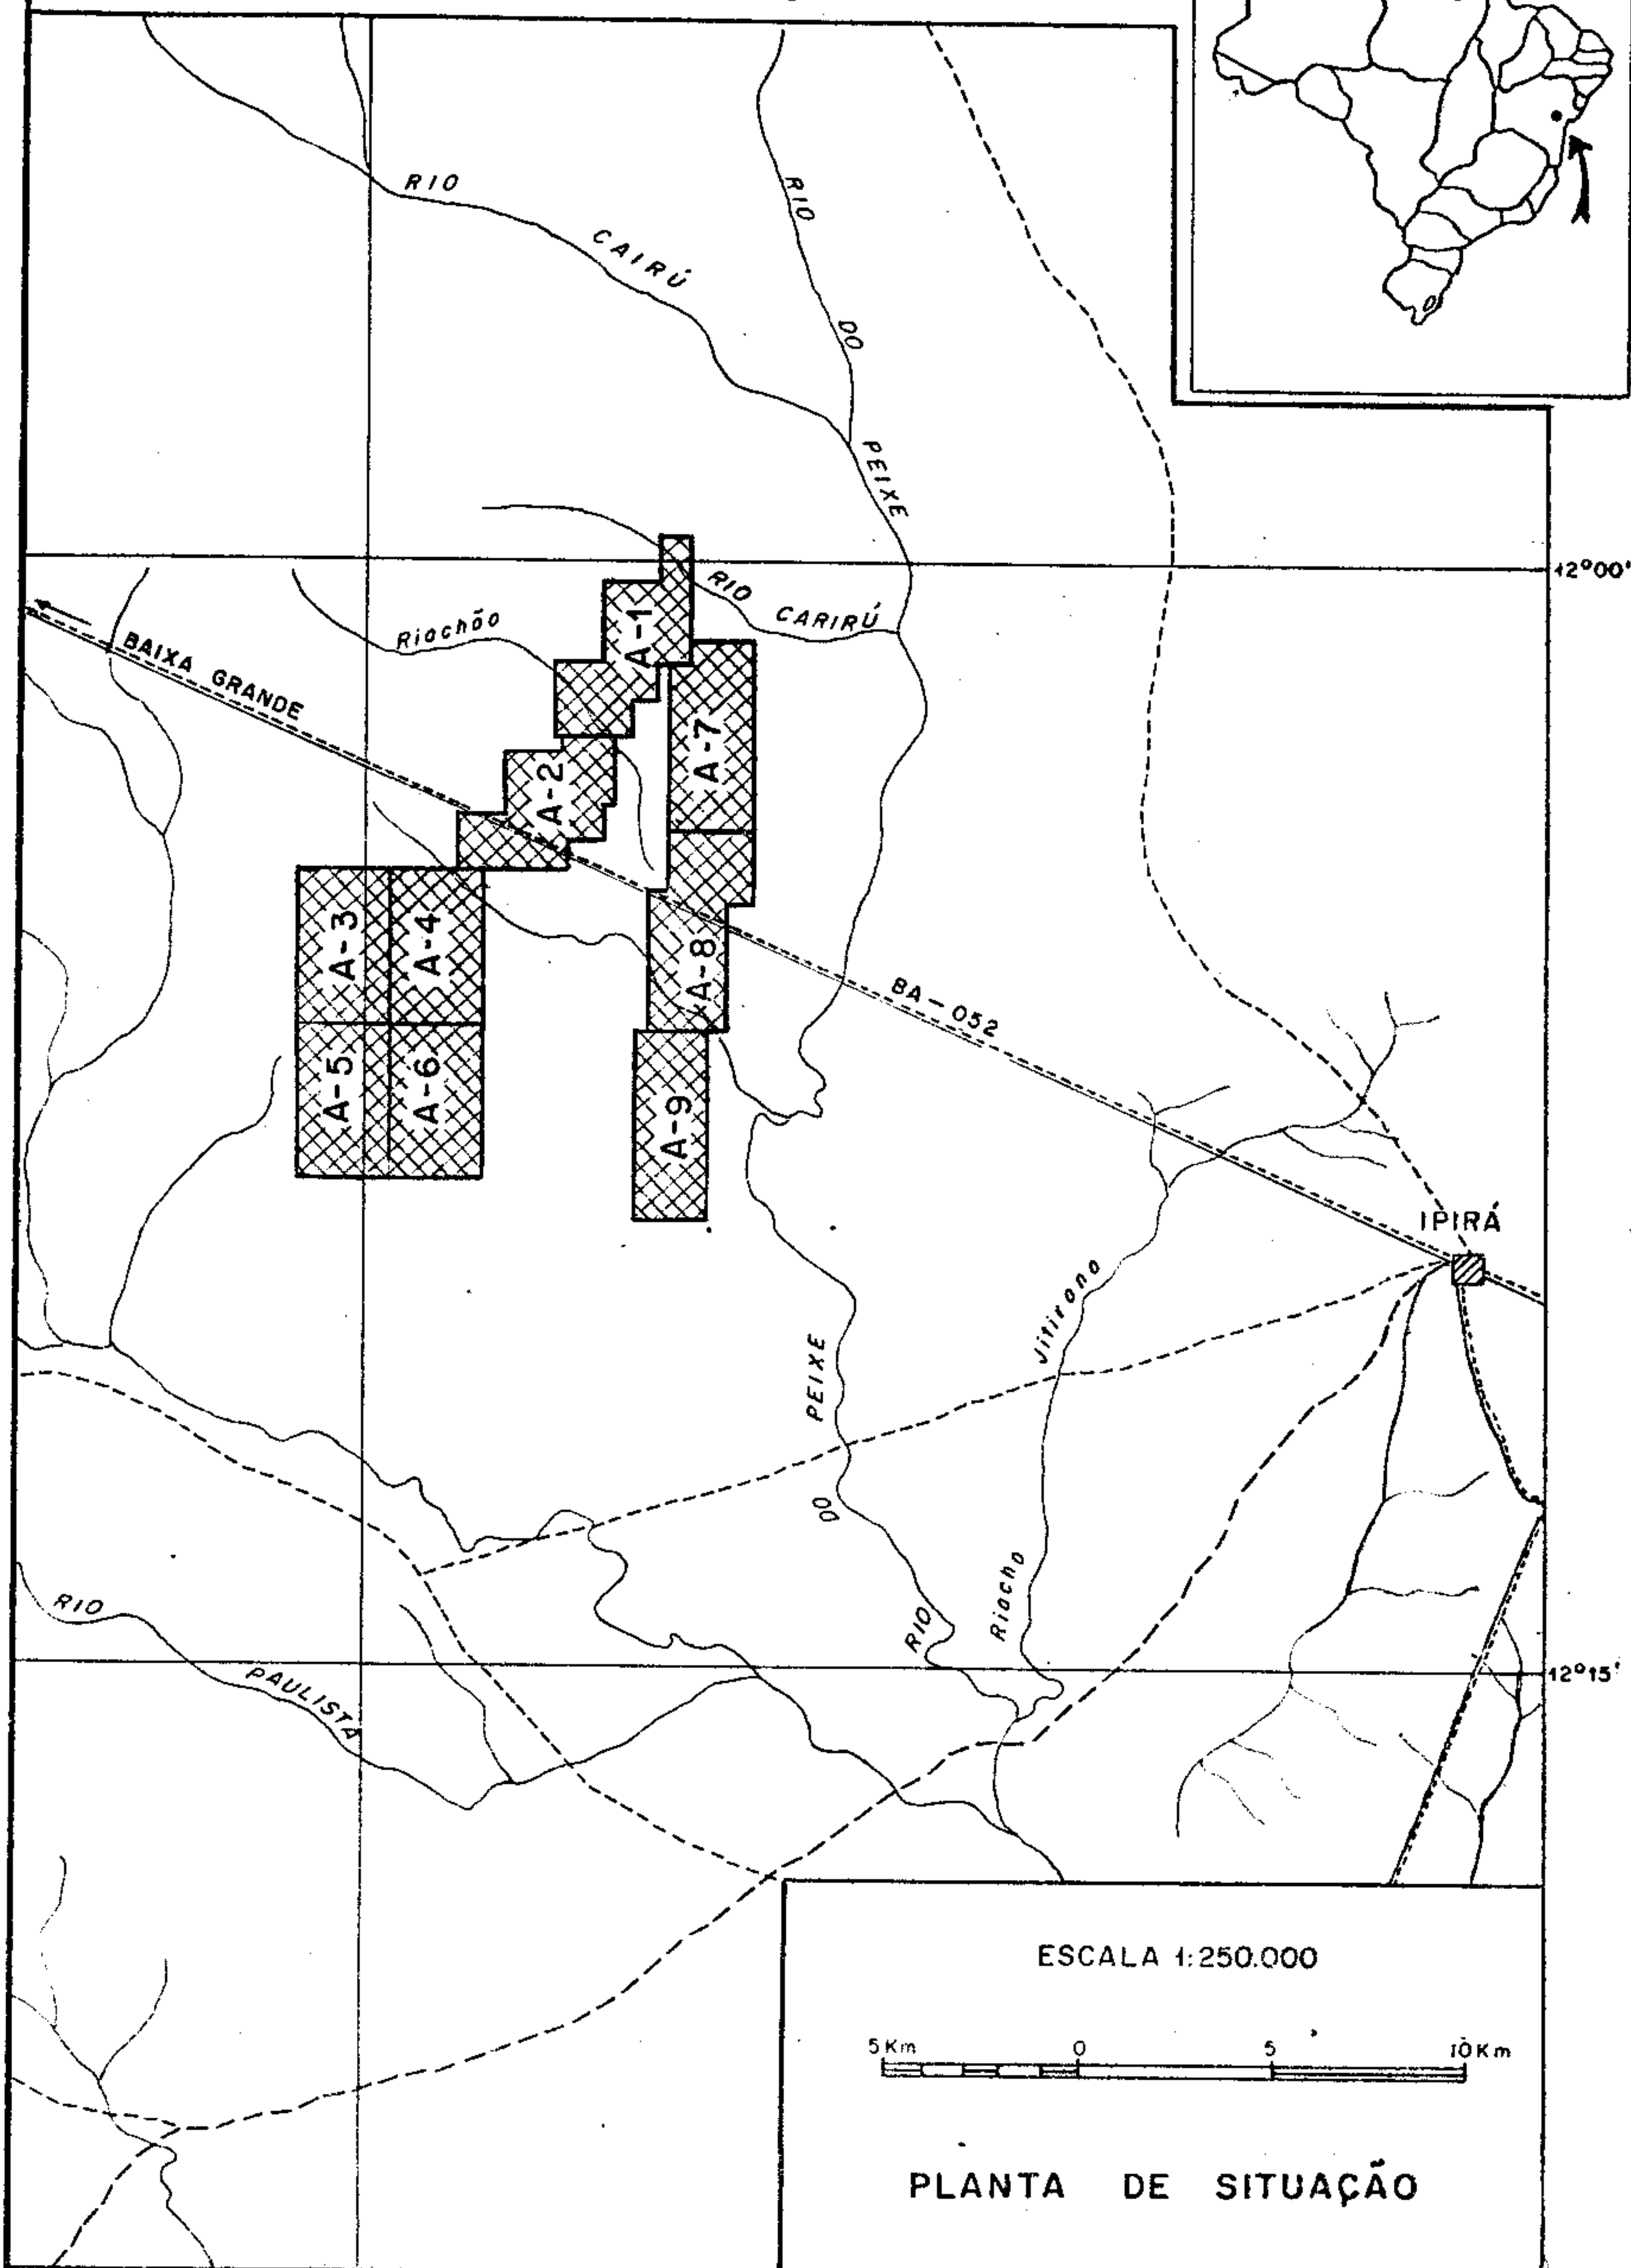 RIO CAIRÚ
RIO DO PEIXE
12°00'
RIO CARIRÚ
Riachão
A-1
BAIXA GRANDE
A-7
A-2
A-3
A-4
A-8
BA-052
A-5
A-6
A-9
IPIRÁ
Jitirana
Riacho
PEIXE
DO
RIO
RIO PAULISTA
12°15'
ESCALA 1:250.000
5 Km 0 5 10 Km
PLANTA DE SITUAÇÃO